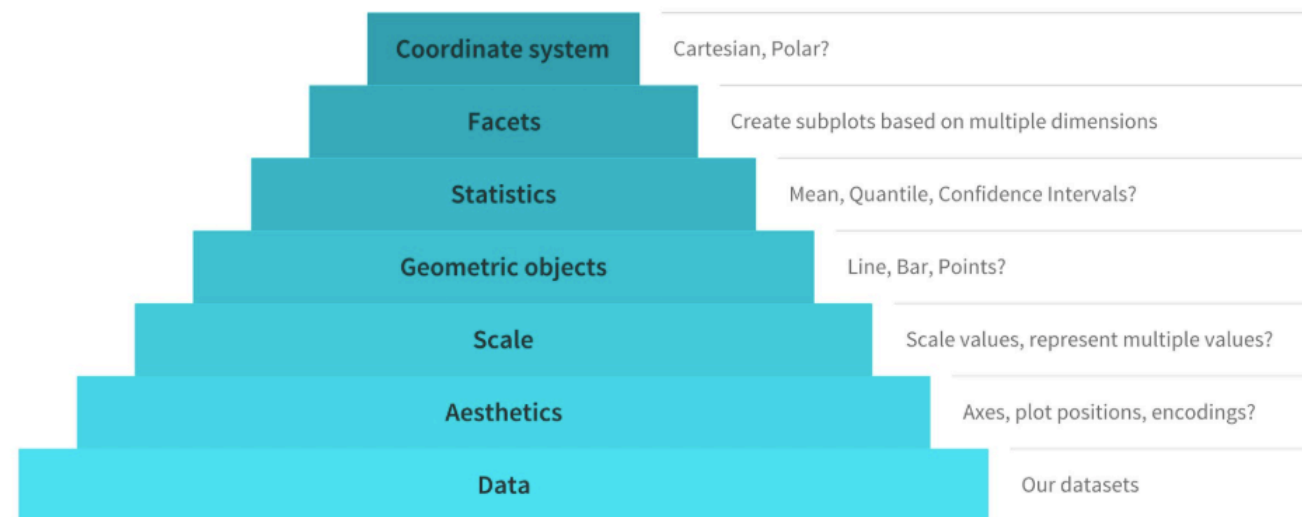 Coordinate system
Cartesian, Polar?
Facets
Create subplots based on multiple dimensions
Statistics
Mean, Quantile, Confidence Intervals?
Geometric objects
Line, Bar, Points?
Scale
Scale values, represent multiple values?
Aesthetics
Axes, plot positions, encodings?
Data
Our datasets